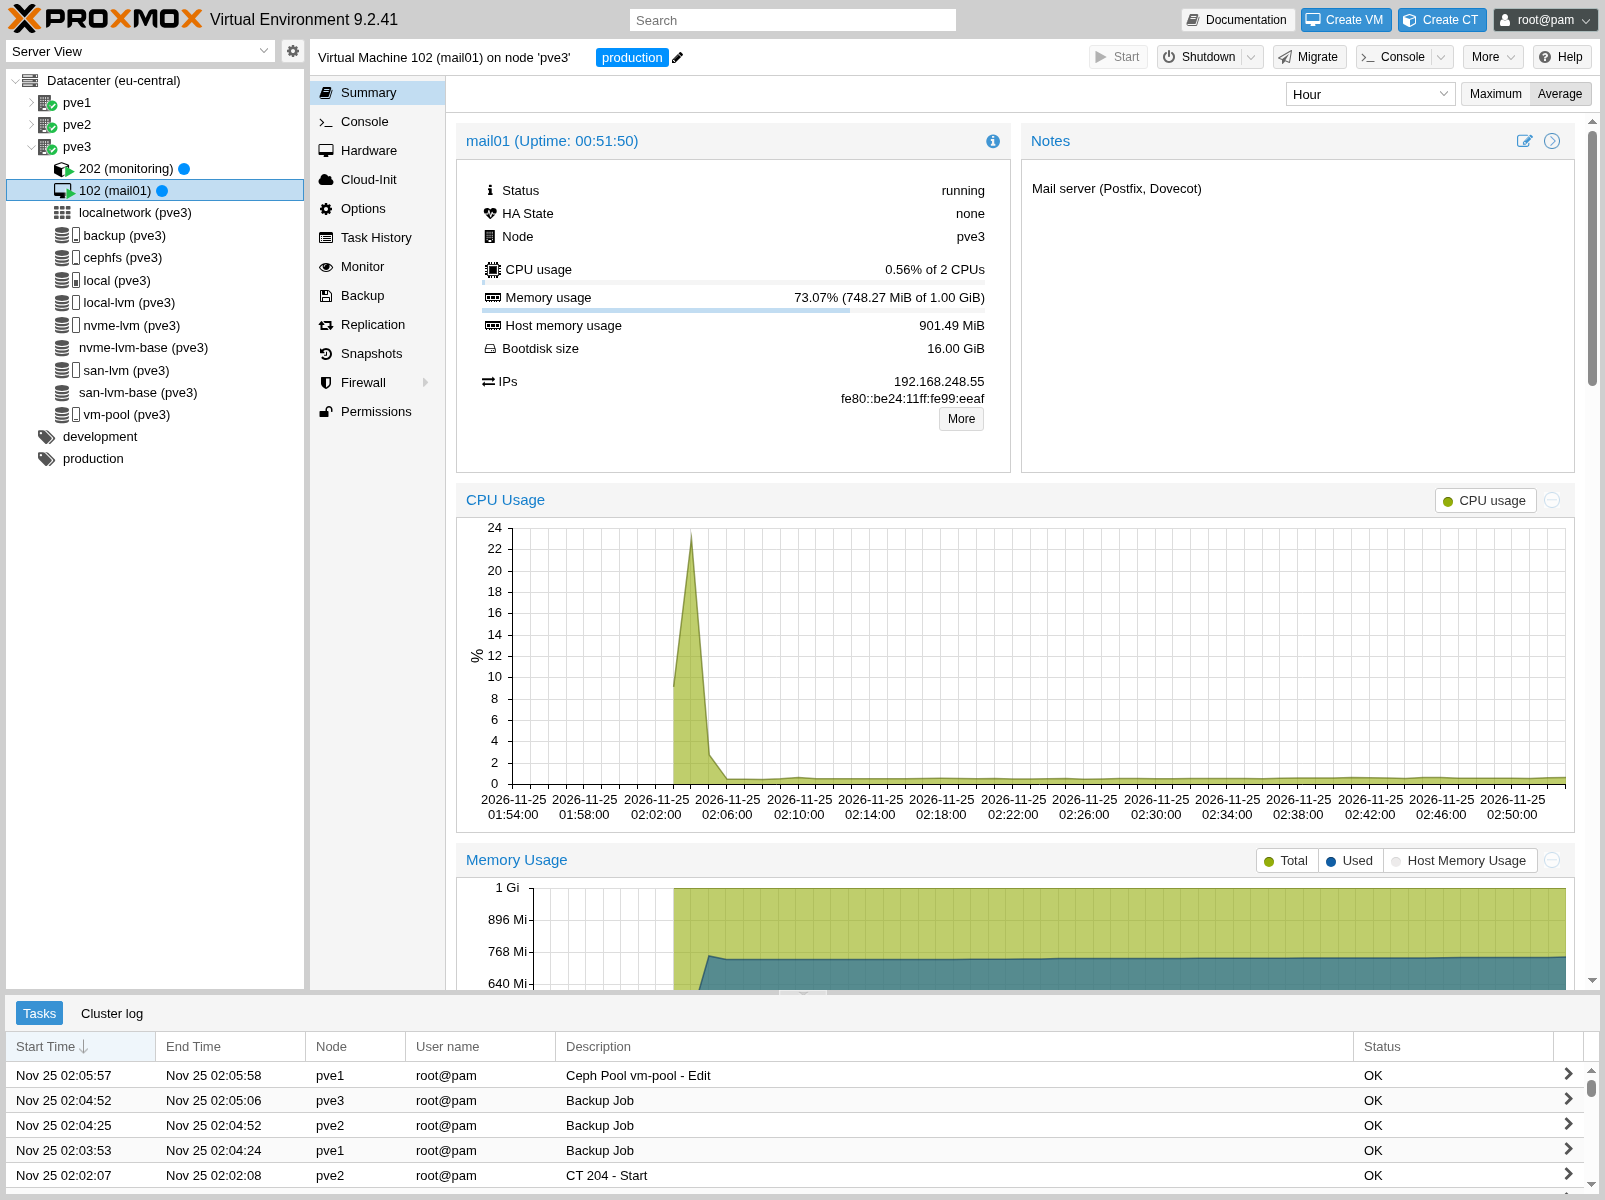 PROXMOX Virtual Environment 9.2.41
Search
Documentation
Create VM
Create CT
root@pam
Server View
Datacenter (eu-central)
pve1
pve2
pve3
202 (monitoring)
102 (mail01)
localnetwork (pve3)
backup (pve3)
cephfs (pve3)
local (pve3)
local-lvm (pve3)
nvme-lvm (pve3)
nvme-lvm-base (pve3)
san-lvm (pve3)
san-lvm-base (pve3)
vm-pool (pve3)
development
production
Virtual Machine 102 (mail01) on node 'pve3'
production
Start
Shutdown
Migrate
Console
More
Help
Summary
Console
Hardware
Cloud-Init
Options
Task History
Monitor
Backup
Replication
Snapshots
Firewall
Permissions
Hour
Maximum
Average
mail01 (Uptime: 00:51:50)
Status running
HA State none
Node pve3
CPU usage 0.56% of 2 CPUs
Memory usage 73.07% (748.27 MiB of 1.00 GiB)
Host memory usage 901.49 MiB
Bootdisk size 16.00 GiB
IPs 192.168.248.55
fe80::be24:11ff:fe99:eeaf
More
Notes
Mail server (Postfix, Dovecot)
CPU Usage
CPU usage
%
24
22
20
18
16
14
12
10
8
6
4
2
0
2026-11-25 2026-11-25 2026-11-25 2026-11-25 2026-11-25 2026-11-25 2026-11-25 2026-11-25 2026-11-25 2026-11-25 2026-11-25 2026-11-25 2026-11-25 2026-11-25 2026-11-25
01:54:00 01:58:00 02:02:00 02:06:00 02:10:00 02:14:00 02:18:00 02:22:00 02:26:00 02:30:00 02:34:00 02:38:00 02:42:00 02:46:00 02:50:00
Memory Usage
Total Used Host Memory Usage
1 Gi
896 Mi
768 Mi
640 Mi
Tasks
Cluster log
Start Time End Time Node User name Description Status
Nov 25 02:05:57 Nov 25 02:05:58 pve1 root@pam Ceph Pool vm-pool - Edit OK
Nov 25 02:04:52 Nov 25 02:05:06 pve3 root@pam Backup Job OK
Nov 25 02:04:25 Nov 25 02:04:52 pve2 root@pam Backup Job OK
Nov 25 02:03:53 Nov 25 02:04:24 pve1 root@pam Backup Job OK
Nov 25 02:02:07 Nov 25 02:02:08 pve2 root@pam CT 204 - Start OK